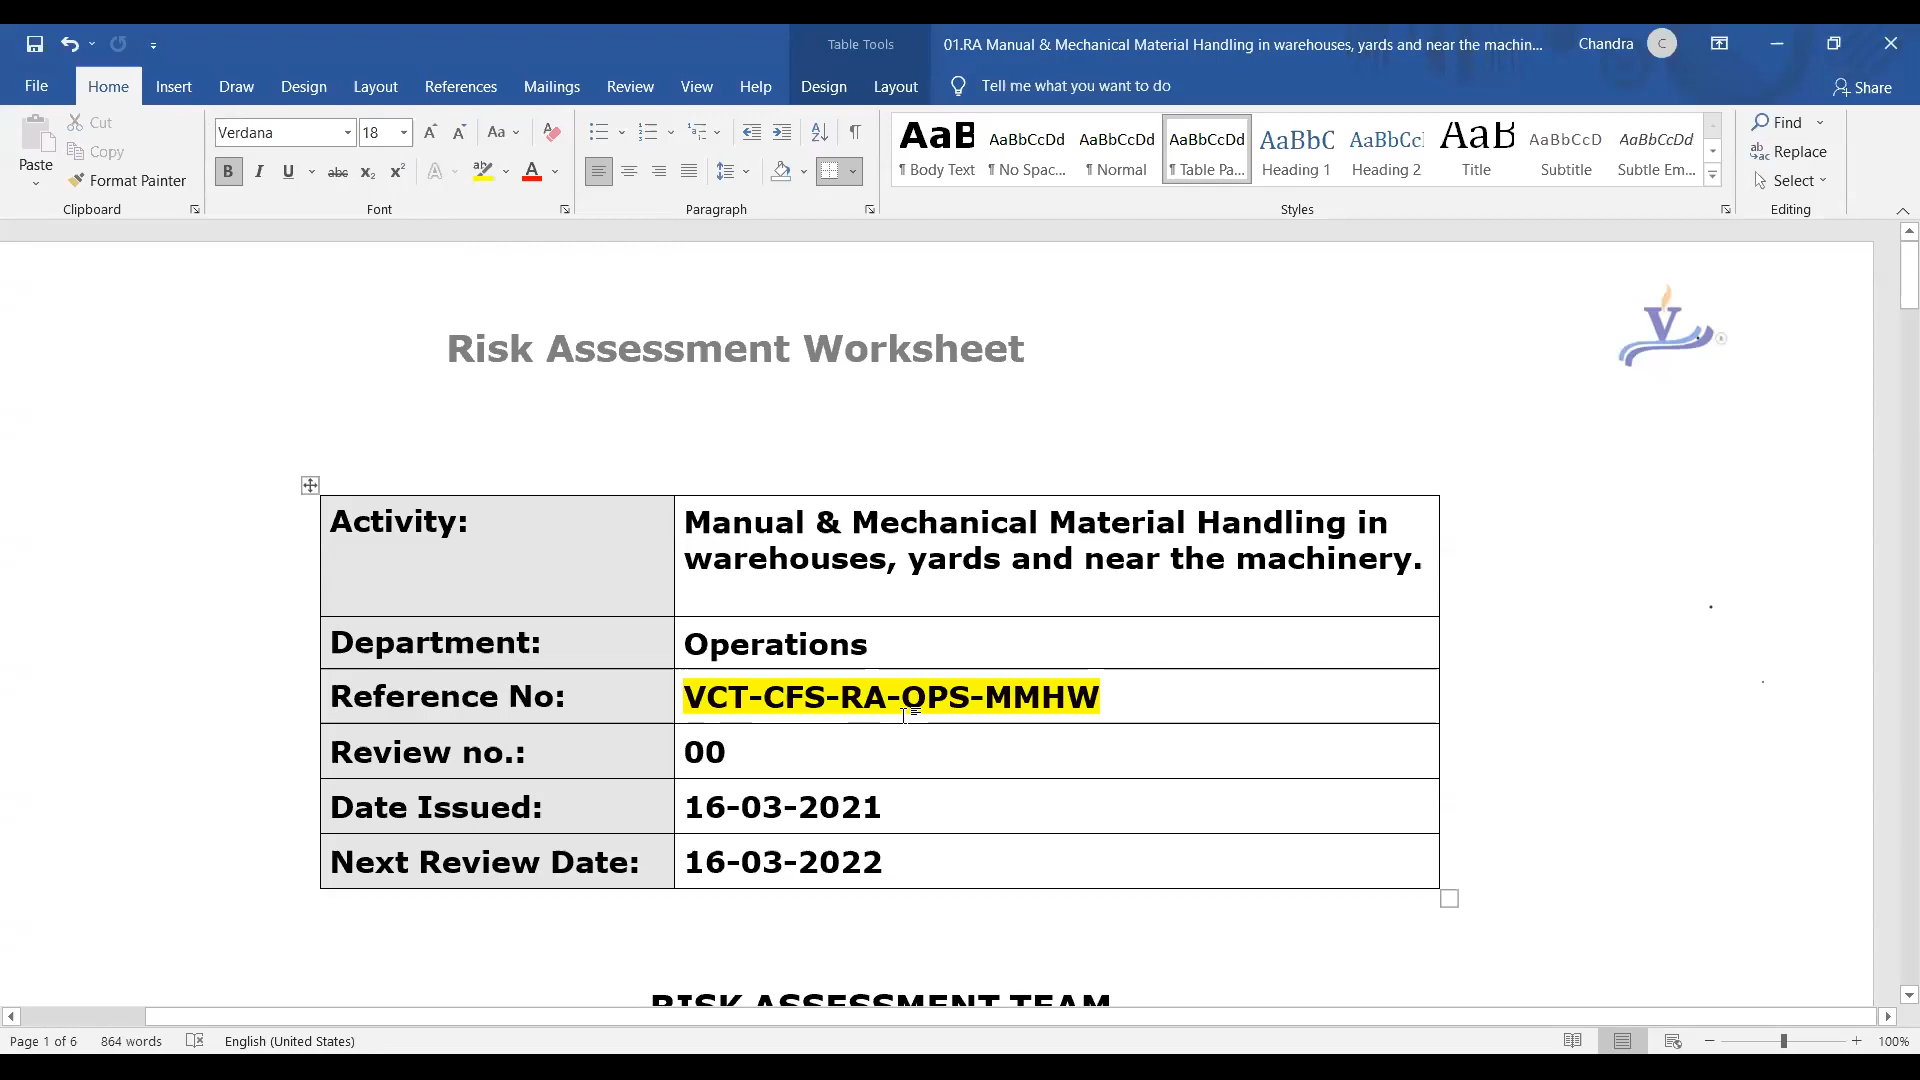 Table Tools
01.RA Manual & Mechanical Material Handling in warehouses, yards and near the machin...
Chandra
C
File
Home
Insert
Draw
Design
Layout
References
Mailings
Review
View
Help
Design
Layout
Tell me what you want to do
Share
Paste
Cut
Copy
Format Painter
Clipboard
Verdana
18
Font
Paragraph
AaB
¶ Body Text
AaBbCcDd
¶ No Spac...
AaBbCcDd
¶ Normal
AaBbCcDd
¶ Table Pa...
AaBbC
Heading 1
AaBbCc
Heading 2
AaB
Title
AaBbCcD
Subtitle
AaBbCcDd
Subtle Em...
Styles
Find
Replace
Select
Editing
Risk Assessment Worksheet
V
Activity:
Manual & Mechanical Material Handling in
warehouses, yards and near the machinery.
Department:
Operations
Reference No:
VCT-CFS-RA-OPS-MMHW
Review no.:
00
Date Issued:
16-03-2021
Next Review Date:
16-03-2022
RISK ASSESSMENT TEAM
Page 1 of 6
864 words
English (United States)
100%